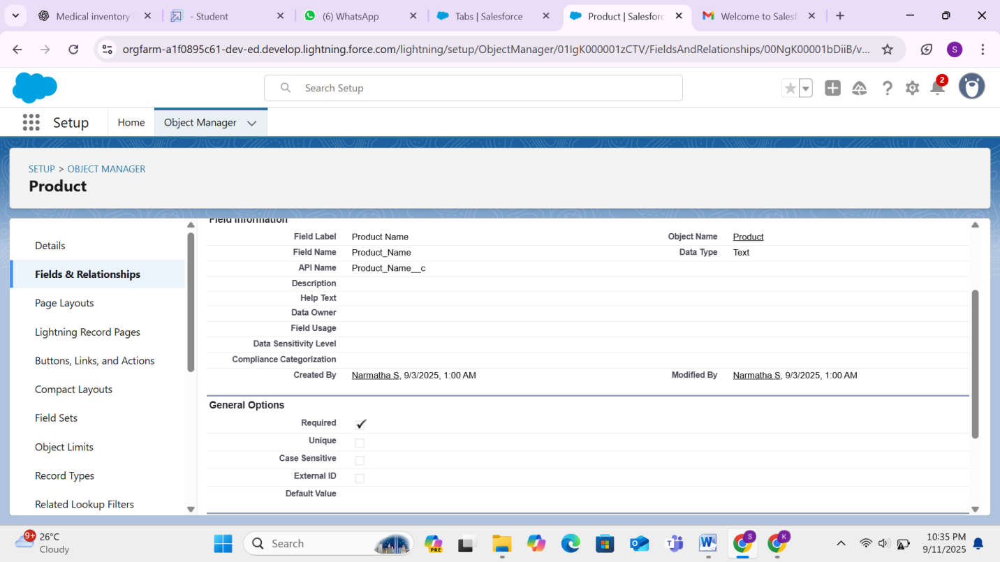 Medical inventory
- Student
(6) WhatsApp
Tabs | Salesforce
Product | Salesforc
Welcome to Salesf
orgfarm-a1f0895c61-dev-ed.develop.lightning.force.com/lightning/setup/ObjectManager/01IgK000001zCTV/FieldsAndRelationships/00NgK00001bDiiB/v...
S
Search Setup
2
Setup
Home
Object Manager
SETUP > OBJECT MANAGER
Product
Details
Fields & Relationships
Page Layouts
Lightning Record Pages
Buttons, Links, and Actions
Compact Layouts
Field Sets
Object Limits
Record Types
Related Lookup Filters
Field Information
Field Label Product Name Object Name Product
Field Name Product_Name Data Type Text
API Name Product_Name__c
Description
Help Text
Data Owner
Field Usage
Data Sensitivity Level
Compliance Categorization
Created By Narmatha S, 9/3/2025, 1:00 AM Modified By Narmatha S, 9/3/2025, 1:00 AM
General Options
Required
Unique
Case Sensitive
External ID
Default Value
9+
26°C
Cloudy
Search
PRE
S
K
10:35 PM
9/11/2025